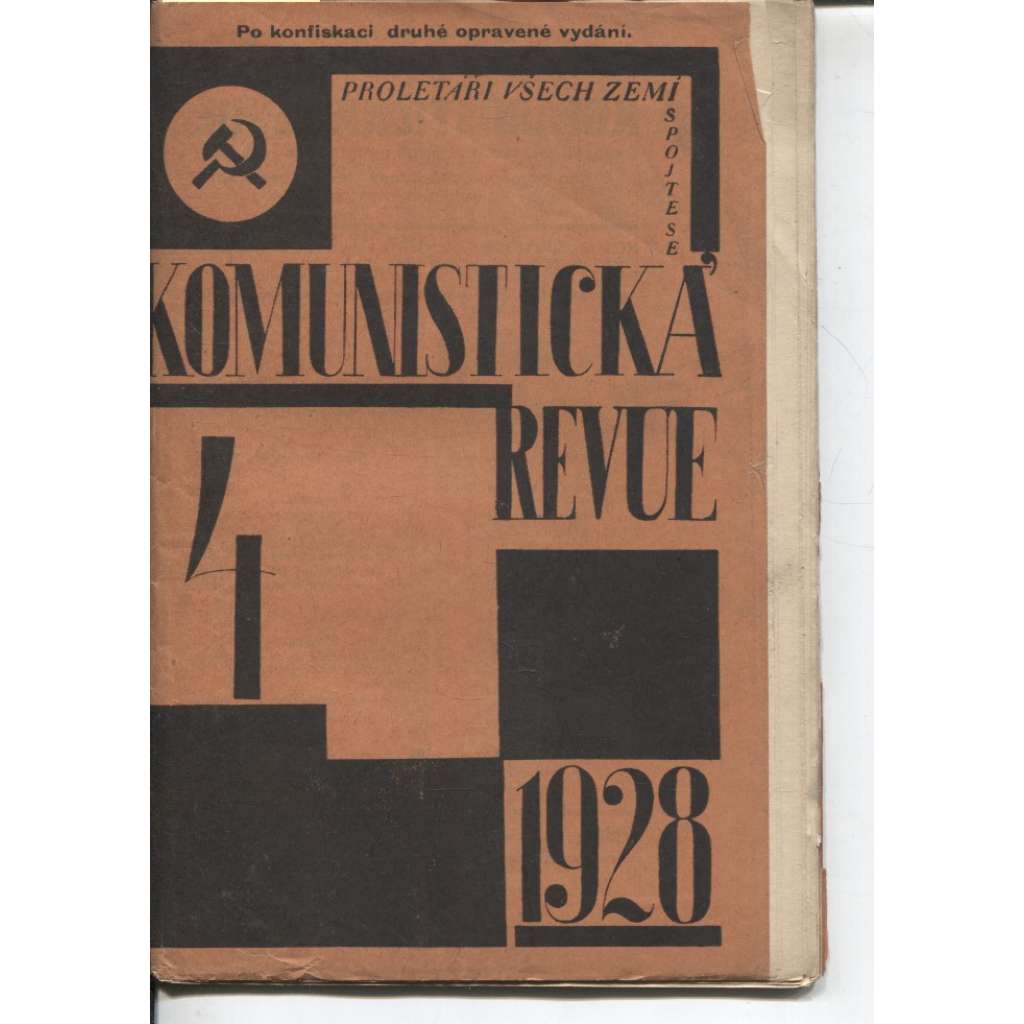 Po konfiskaci druhé opravené vydání.
PROLETÁŘI VŠECH ZEMÍ
SPOJTE SE
KOMUNISTICKÁ
REVUE
4
1928